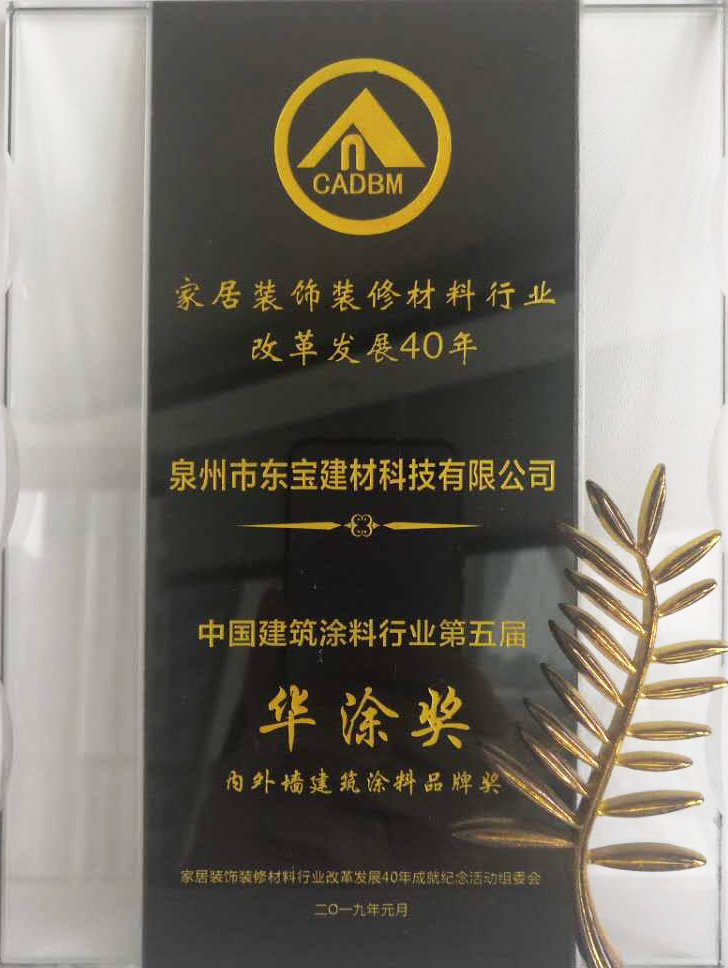 CADBM
家居装饰装修材料行业
改革发展40年
泉州市东宝建材科技有限公司
中国建筑涂料行业第五届
华涂奖
内外墙建筑涂料品牌奖
家居装饰装修材料行业改革发展40年成就纪念活动组委会
二〇一九年元月